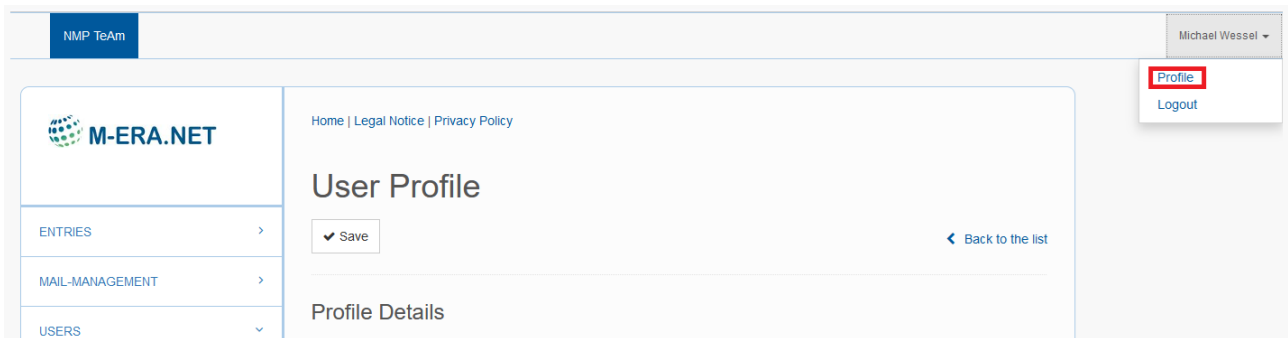 NMP TeAm
Michael Wessel
Profile
Logout
M-ERA.NET
Home | Legal Notice | Privacy Policy
User Profile
Save
Back to the list
ENTRIES
MAIL-MANAGEMENT
USERS
Profile Details